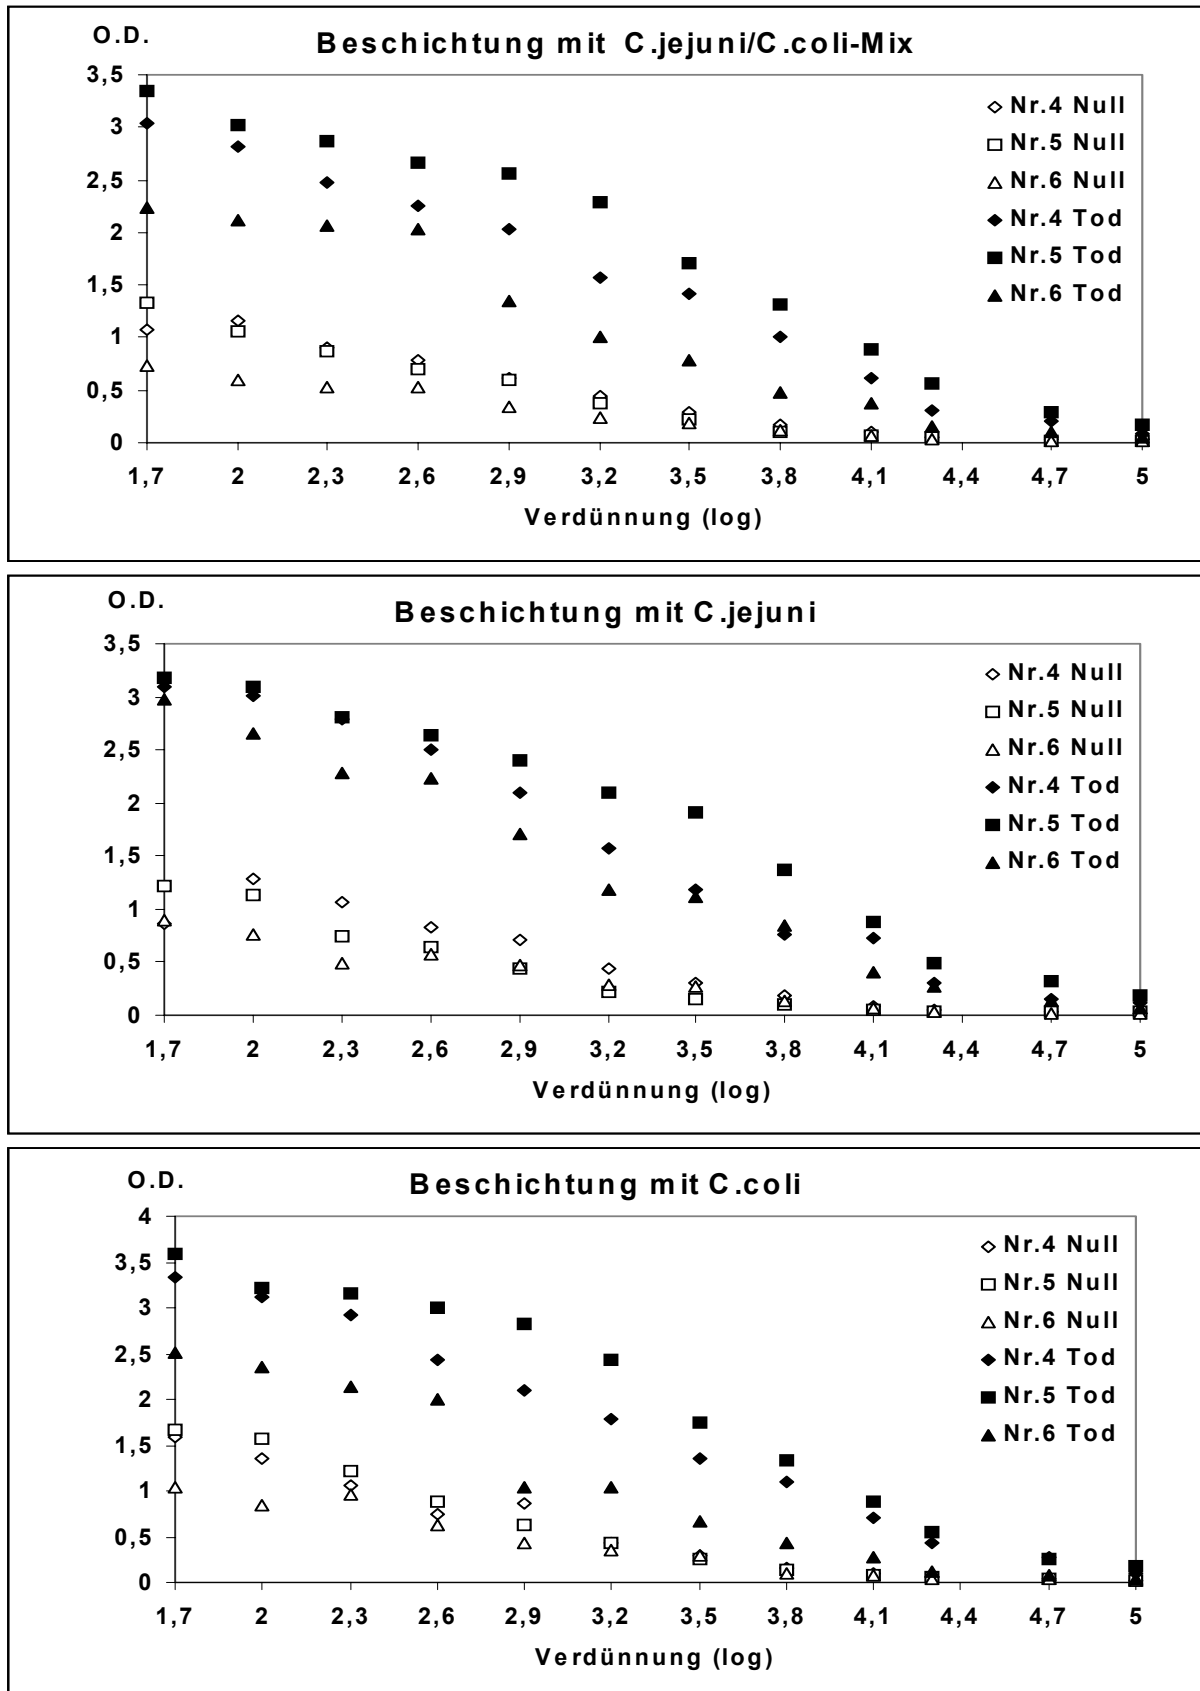 O.D.
Beschichtung mit C.jejuni/C.coli-Mix
3,5
3
2,5
2
1,5
1
0,5
0
Nr.4 Null
Nr.5 Null
Nr.6 Null
Nr.4 Tod
Nr.5 Tod
Nr.6 Tod
1,7 2 2,3 2,6 2,9 3,2 3,5 3,8 4,1 4,4 4,7 5
Verdünnung (log)
O.D.
Beschichtung mit C.jejuni
3,5
3
2,5
2
1,5
1
0,5
0
Nr.4 Null
Nr.5 Null
Nr.6 Null
Nr.4 Tod
Nr.5 Tod
Nr.6 Tod
1,7 2 2,3 2,6 2,9 3,2 3,5 3,8 4,1 4,4 4,7 5
Verdünnung (log)
O.D.
Beschichtung mit C.coli
4
3,5
3
2,5
2
1,5
1
0,5
0
Nr.4 Null
Nr.5 Null
Nr.6 Null
Nr.4 Tod
Nr.5 Tod
Nr.6 Tod
1,7 2 2,3 2,6 2,9 3,2 3,5 3,8 4,1 4,4 4,7 5
Verdünnung (log)